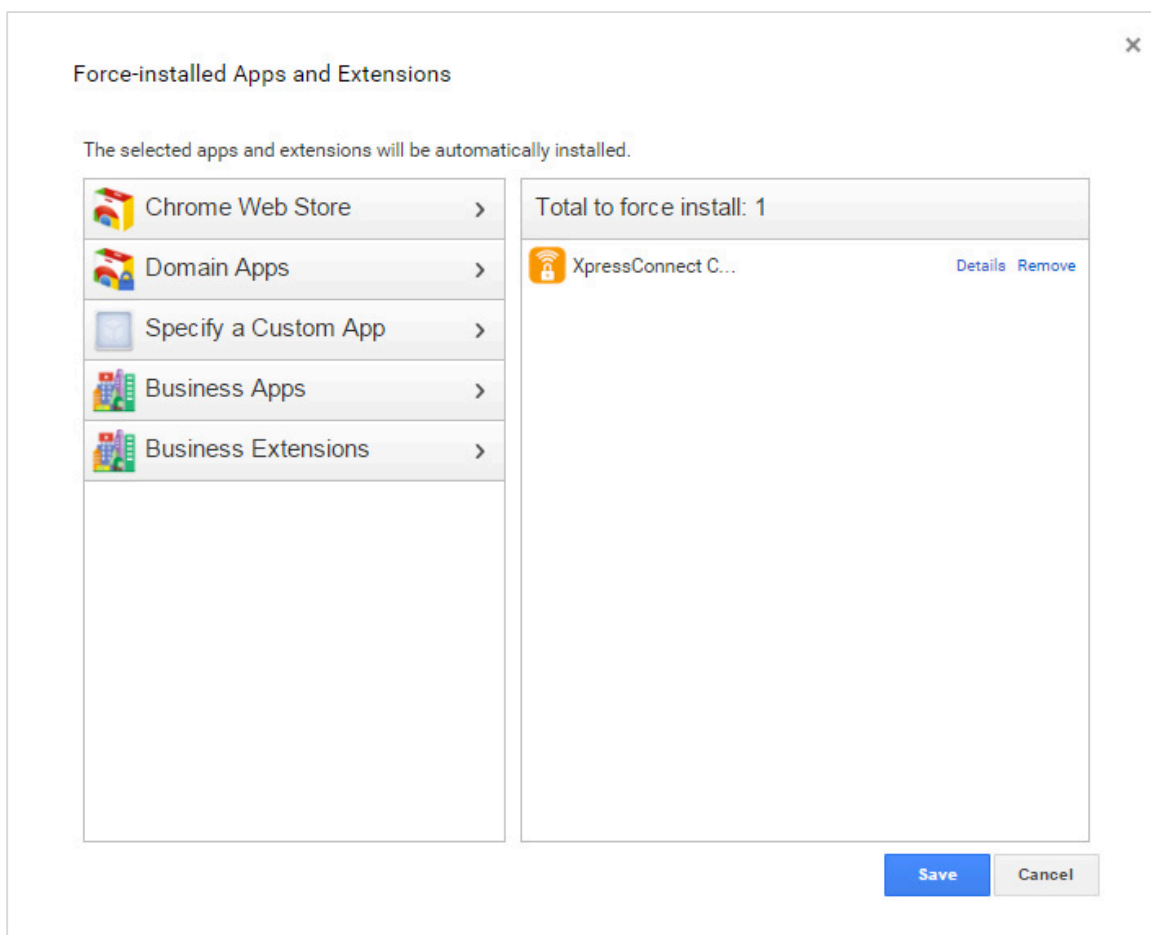 Force-installed Apps and Extensions
The selected apps and extensions will be automatically installed.
Chrome Web Store
Domain Apps
Specify a Custom App
Business Apps
Business Extensions
Total to force install: 1
XpressConnect C... Details Remove
Save Cancel